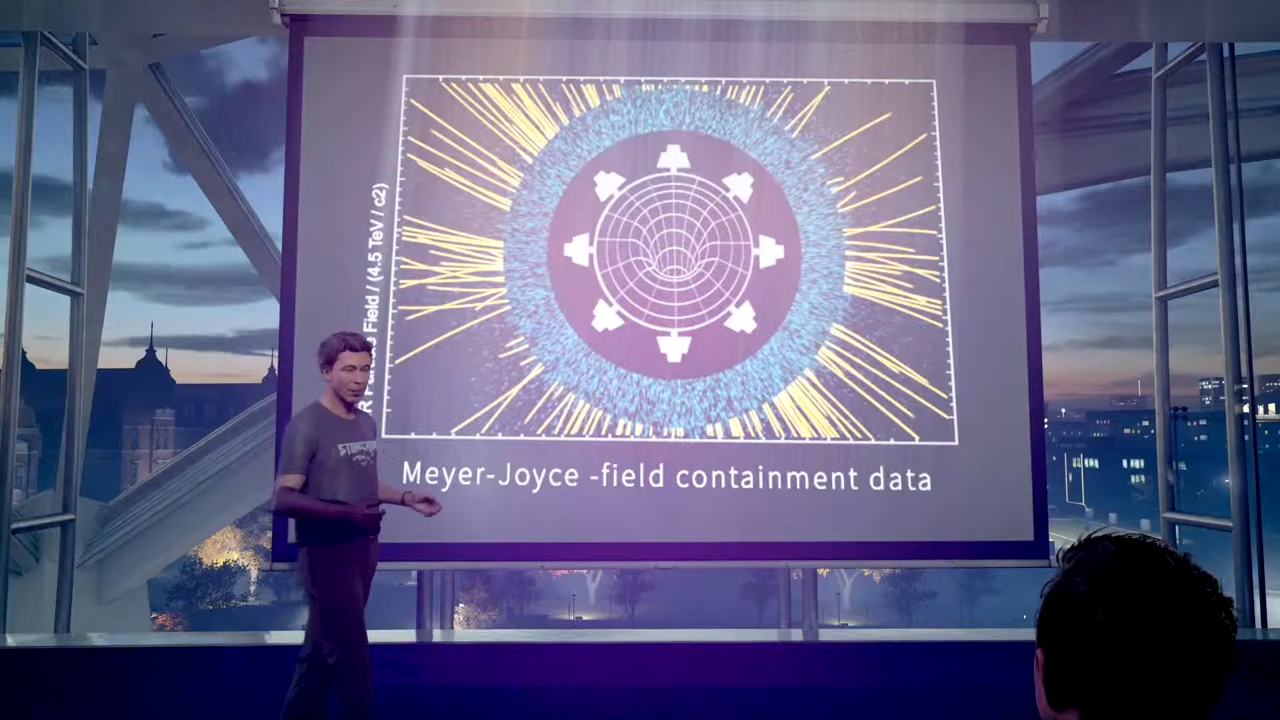 Field / (4.5 TeV / c2)
Meyer-Joyce -field containment data